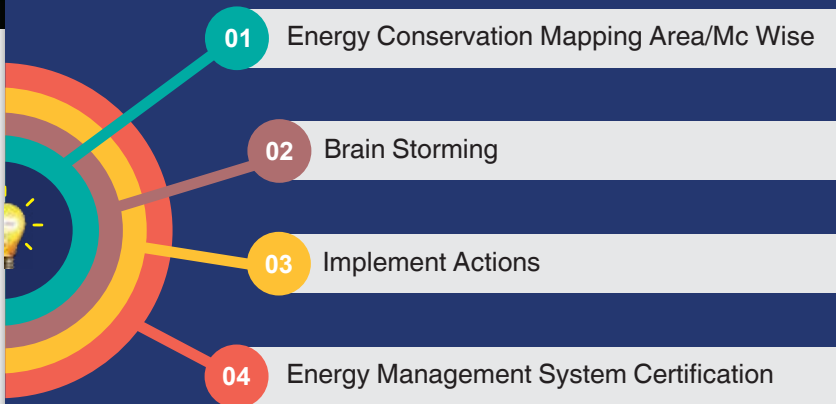 01 Energy Conservation Mapping Area/Mc Wise
02 Brain Storming
03 Implement Actions
04 Energy Management System Certification